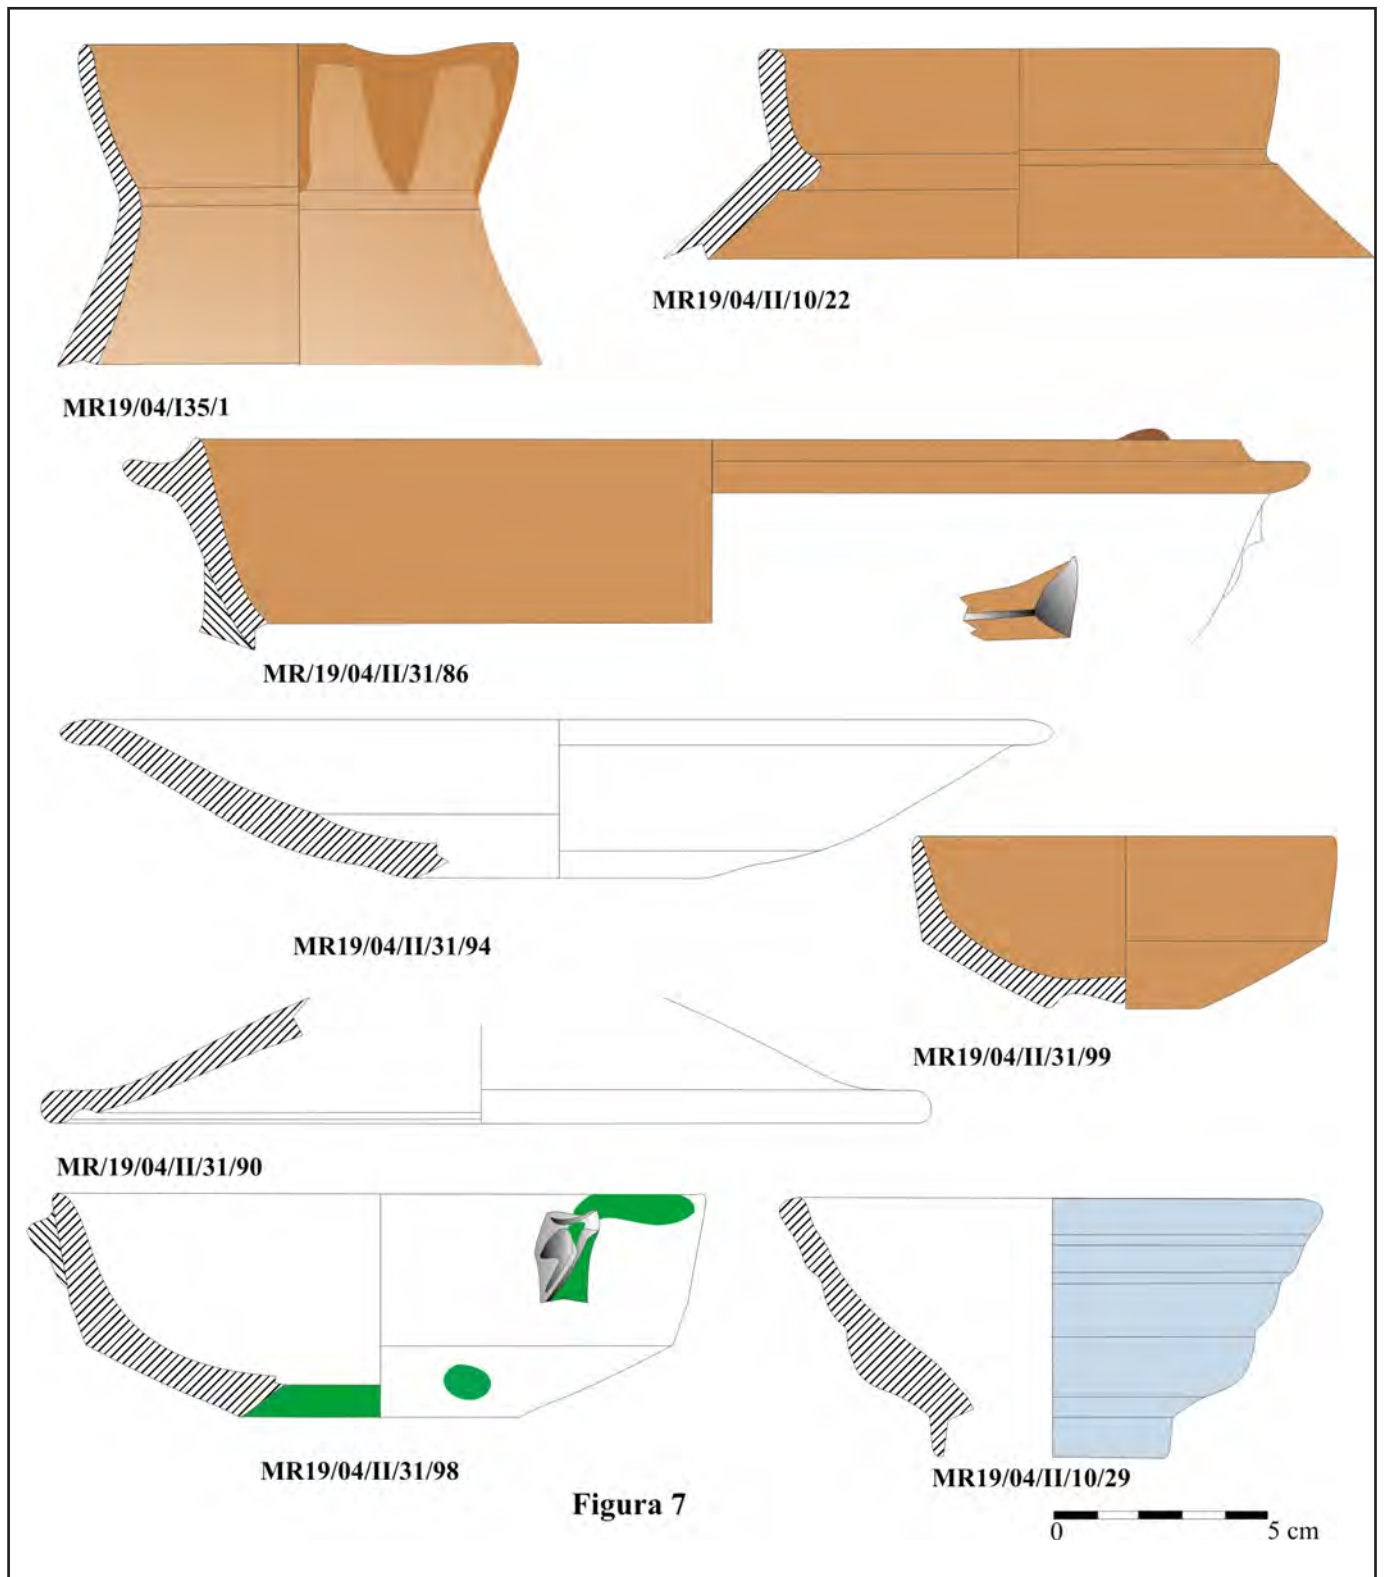 MR19/04/II/10/22
MR19/04/I35/1
MR/19/04/II/31/86
MR19/04/II/31/94
MR19/04/II/31/99
MR/19/04/II/31/90
MR19/04/II/31/98
MR19/04/II/10/29
Figura 7
0 5 cm